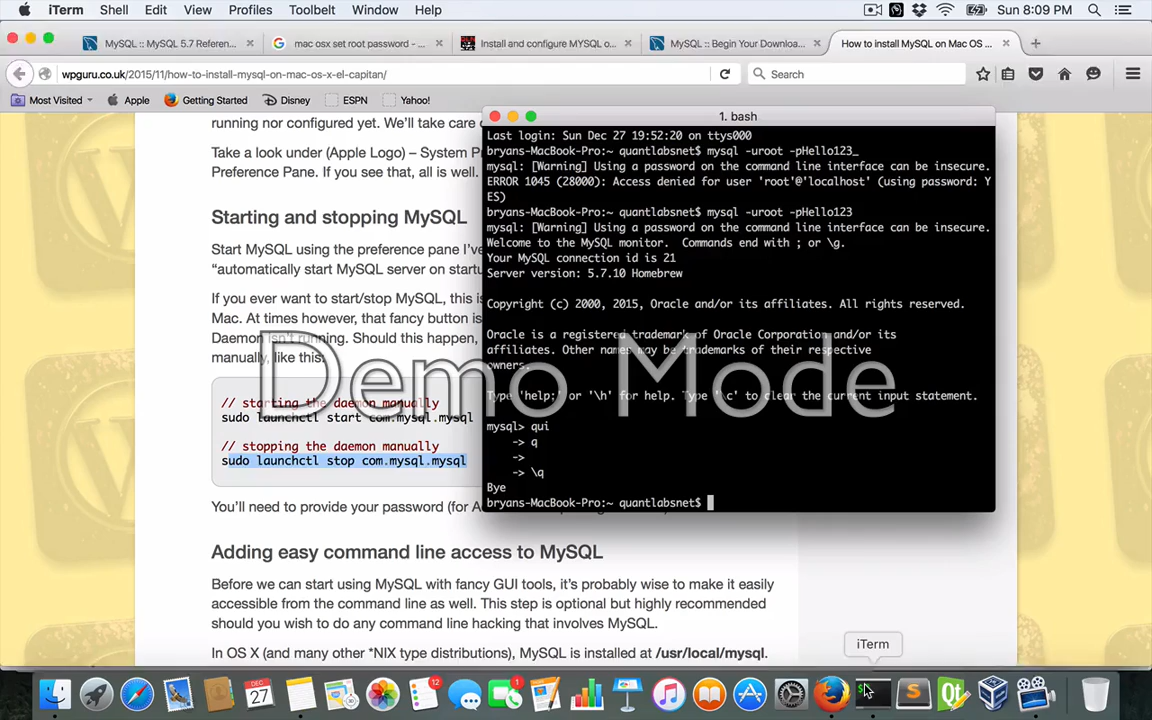 iTerm Shell Edit View Profiles Toolbelt Window Help Sun 8:09 PM
MySQL :: MySQL 5.7 Referen... mac osx set root password - ... Install and configure MYSQL o... MySQL :: Begin Your Downloa... How to install MySQL on Mac OS ...
wpguru.co.uk/2015/11/how-to-install-mysql-on-mac-os-x-el-capitan/ Search
Most Visited Apple Getting Started Disney ESPN Yahoo!
running nor configured yet. We'll take care
Take a look under (Apple Logo) – System Pr
Preference Pane. If you see that, all is well.
Starting and stopping MySQL
Start MySQL using the preference pane I've
"automatically start MySQL server on startu
If you ever want to start/stop MySQL, this is
Mac. At times however, that fancy button is
Daemon isn't running. Should this happen,
manually, like this:
// starting the daemon manually
sudo launchctl start com.mysql.mysql
// stopping the daemon manually
sudo launchctl stop com.mysql.mysql
You'll need to provide your password (for A
Adding easy command line access to MySQL
Before we can start using MySQL with fancy GUI tools, it's probably wise to make it easily
accessible from the command line as well. This step is optional but highly recommended
should you wish to do any command line hacking that involves MySQL.
In OS X (and many other *NIX type distributions), MySQL is installed at /usr/local/mysql.
1. bash
Last login: Sun Dec 27 19:52:20 on ttys000
bryans-MacBook-Pro:~ quantlabsnet$ mysql -uroot -pHello123_
mysql: [Warning] Using a password on the command line interface can be insecure.
ERROR 1045 (28000): Access denied for user 'root'@'localhost' (using password: Y
ES)
bryans-MacBook-Pro:~ quantlabsnet$ mysql -uroot -pHello123
mysql: [Warning] Using a password on the command line interface can be insecure.
Welcome to the MySQL monitor.  Commands end with ; or \g.
Your MySQL connection id is 21
Server version: 5.7.10 Homebrew
Copyright (c) 2000, 2015, Oracle and/or its affiliates. All rights reserved.
Oracle is a registered trademark of Oracle Corporation and/or its
affiliates. Other names may be trademarks of their respective
owners.
Type 'help;' or '\h' for help. Type '\c' to clear the current input statement.
mysql> qui
-> q
->
-> \q
Bye
bryans-MacBook-Pro:~ quantlabsnet$
Demo Mode
iTerm
DEC
27
12
1